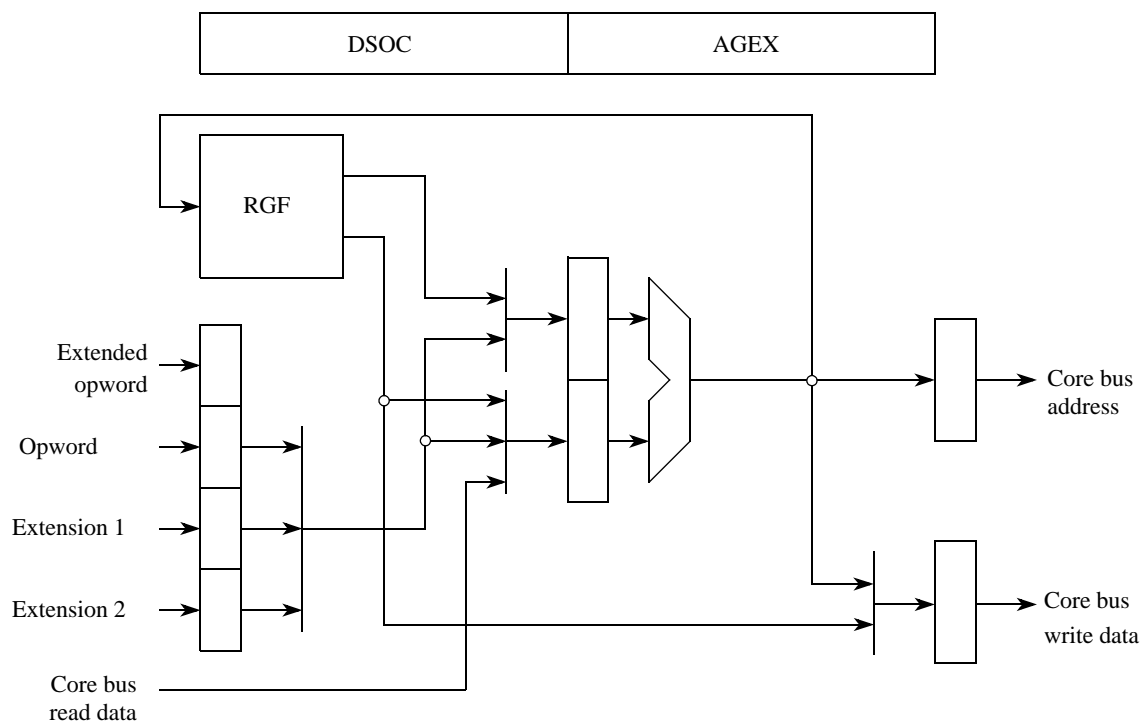 DSOC
AGEX
RGF
Extended
opword
Opword
Extension 1
Extension 2
Core bus
read data
Core bus
address
Core bus
write data